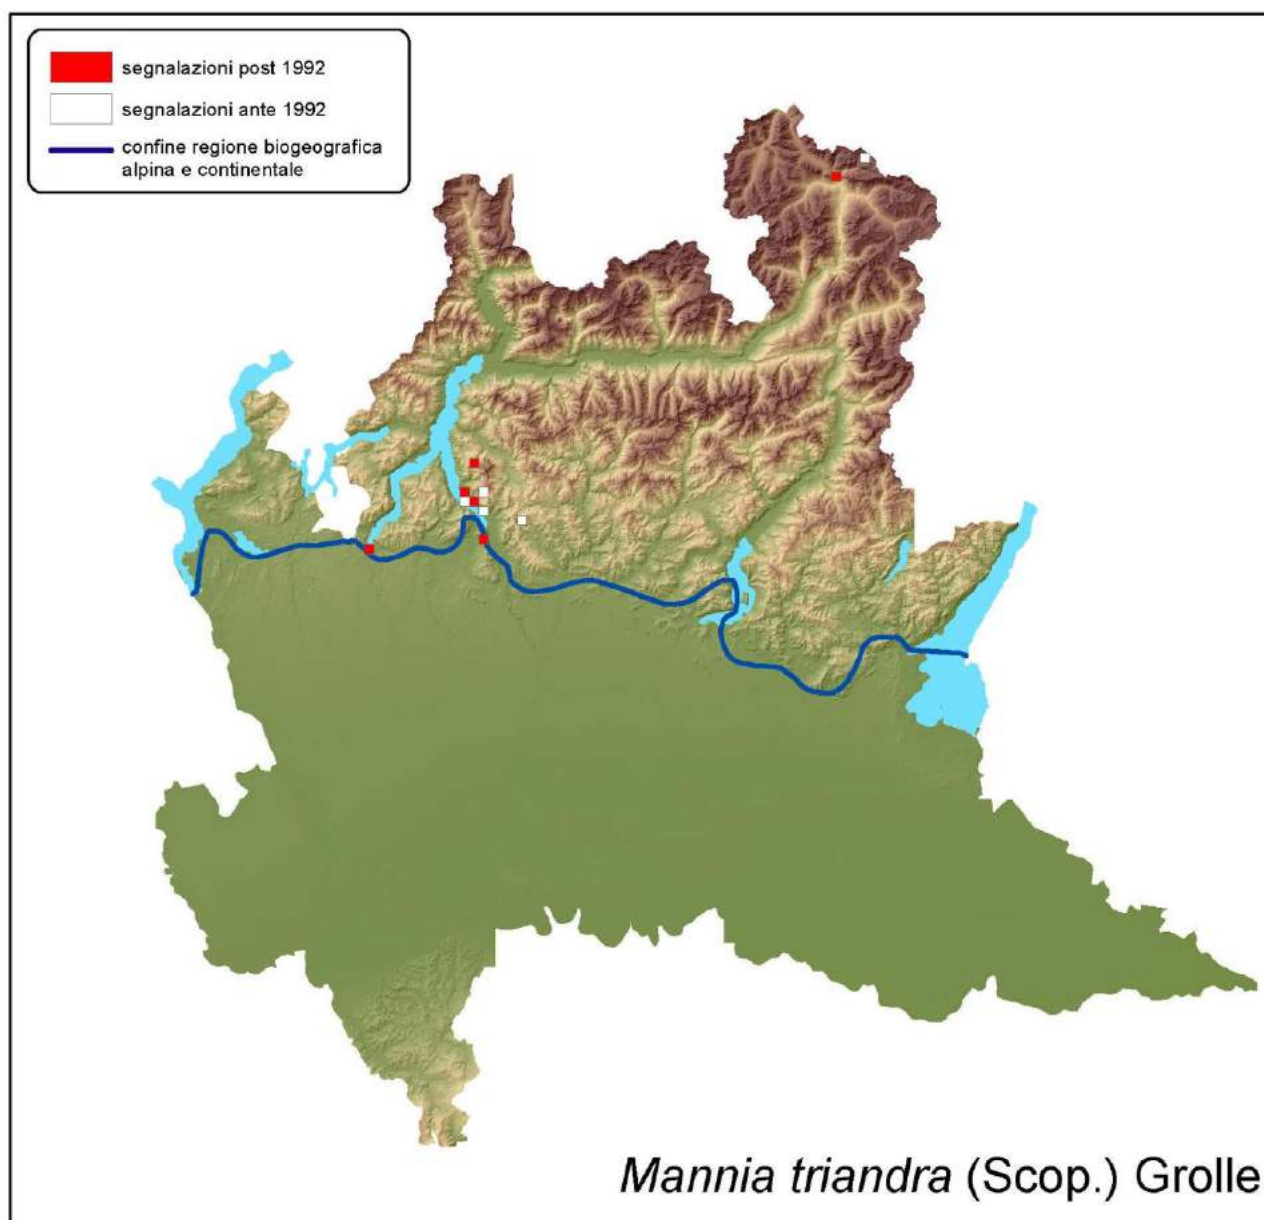 segnalazioni post 1992
segnalazioni ante 1992
confine regione biogeografica
alpina e continentale
Mannia triandra (Scop.) Grolle